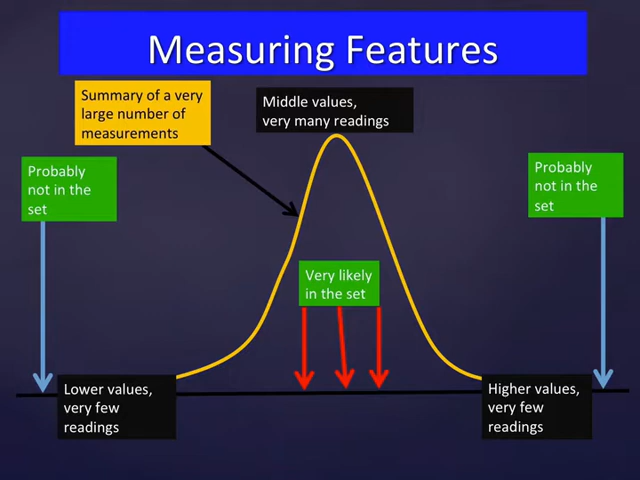 Measuring Features
Summary of a very
large number of
measurements
Middle values,
very many readings
Probably
not in the
set
Probably
not in the
set
Very likely
in the set
Lower values,
very few
readings
Higher values,
very few
readings